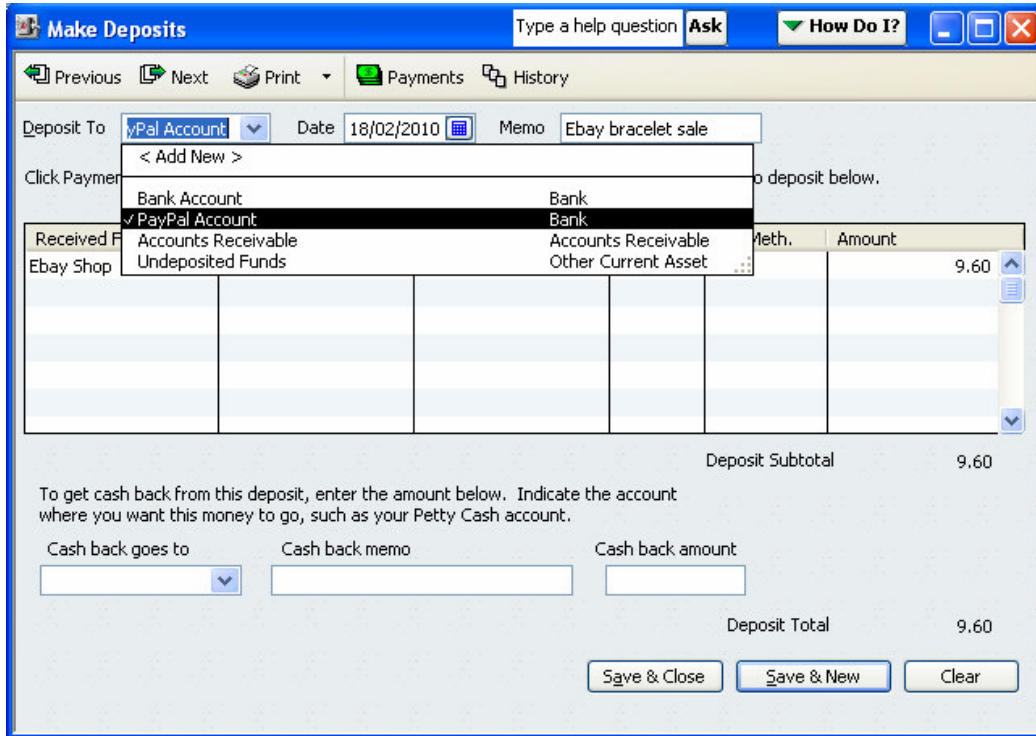 Make Deposits Type a help question Ask How Do I?
Previous Next Print Payments History
Deposit To yPal Account Date 18/02/2010 Memo Ebay bracelet sale
< Add New >
Click Paymen o deposit below.
Bank Account Bank
✓ PayPal Account Bank
Received F Accounts Receivable Accounts Receivable Meth. Amount
Ebay Shop Undeposited Funds Other Current Asset 9.60
Deposit Subtotal 9.60
To get cash back from this deposit, enter the amount below. Indicate the account
where you want this money to go, such as your Petty Cash account.
Cash back goes to Cash back memo Cash back amount
Deposit Total 9.60
Save & Close Save & New Clear